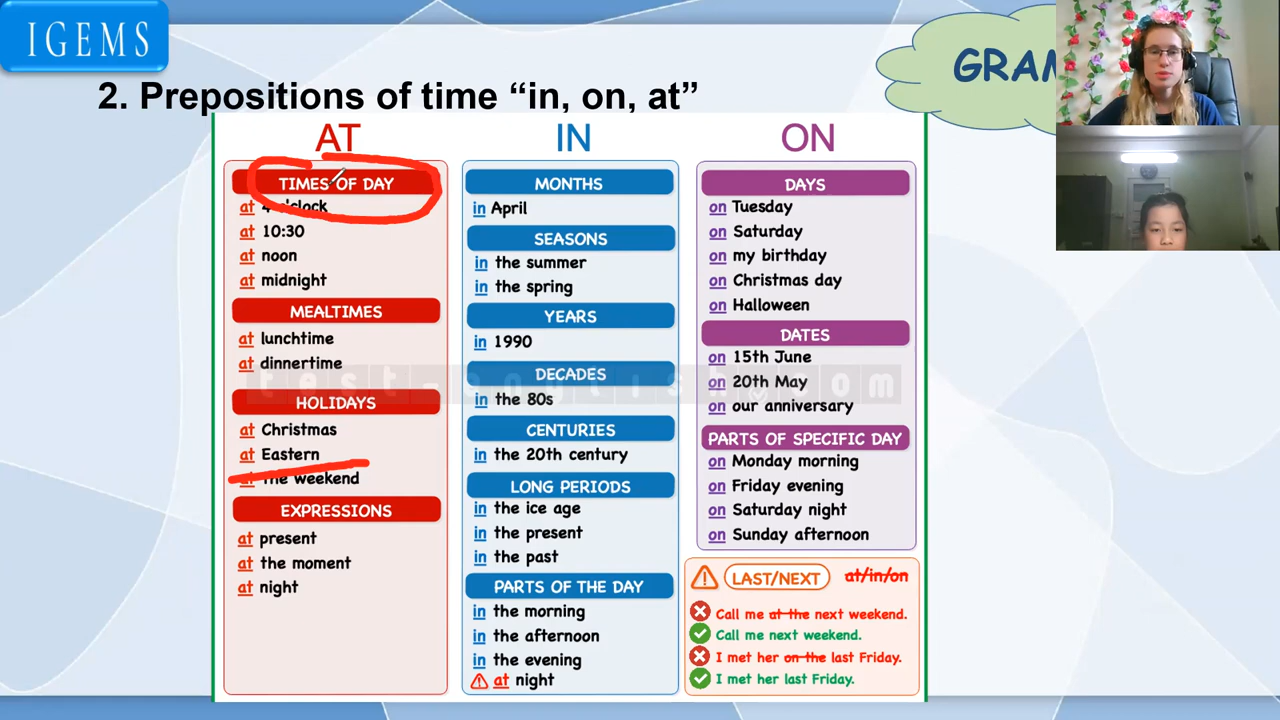 IGEMS
GRAM
2. Prepositions of time “in, on, at”
AT
TIMES OF DAY
at 4 o'clock
at 10:30
at noon
at midnight
MEALTIMES
at lunchtime
at dinnertime
HOLIDAYS
at Christmas
at Eastern
at the weekend
EXPRESSIONS
at present
at the moment
at night
IN
MONTHS
in April
SEASONS
in the summer
in the spring
YEARS
in 1990
DECADES
in the 80s
CENTURIES
in the 20th century
LONG PERIODS
in the ice age
in the present
in the past
PARTS OF THE DAY
in the morning
in the afternoon
in the evening
at night
ON
DAYS
on Tuesday
on Saturday
on my birthday
on Christmas day
on Halloween
DATES
on 15th June
on 20th May
on our anniversary
PARTS OF SPECIFIC DAY
on Monday morning
on Friday evening
on Saturday night
on Sunday afternoon
LAST/NEXT at/in/on
Call me at the next weekend.
Call me next weekend.
I met her on the last Friday.
I met her last Friday.
test-english.com